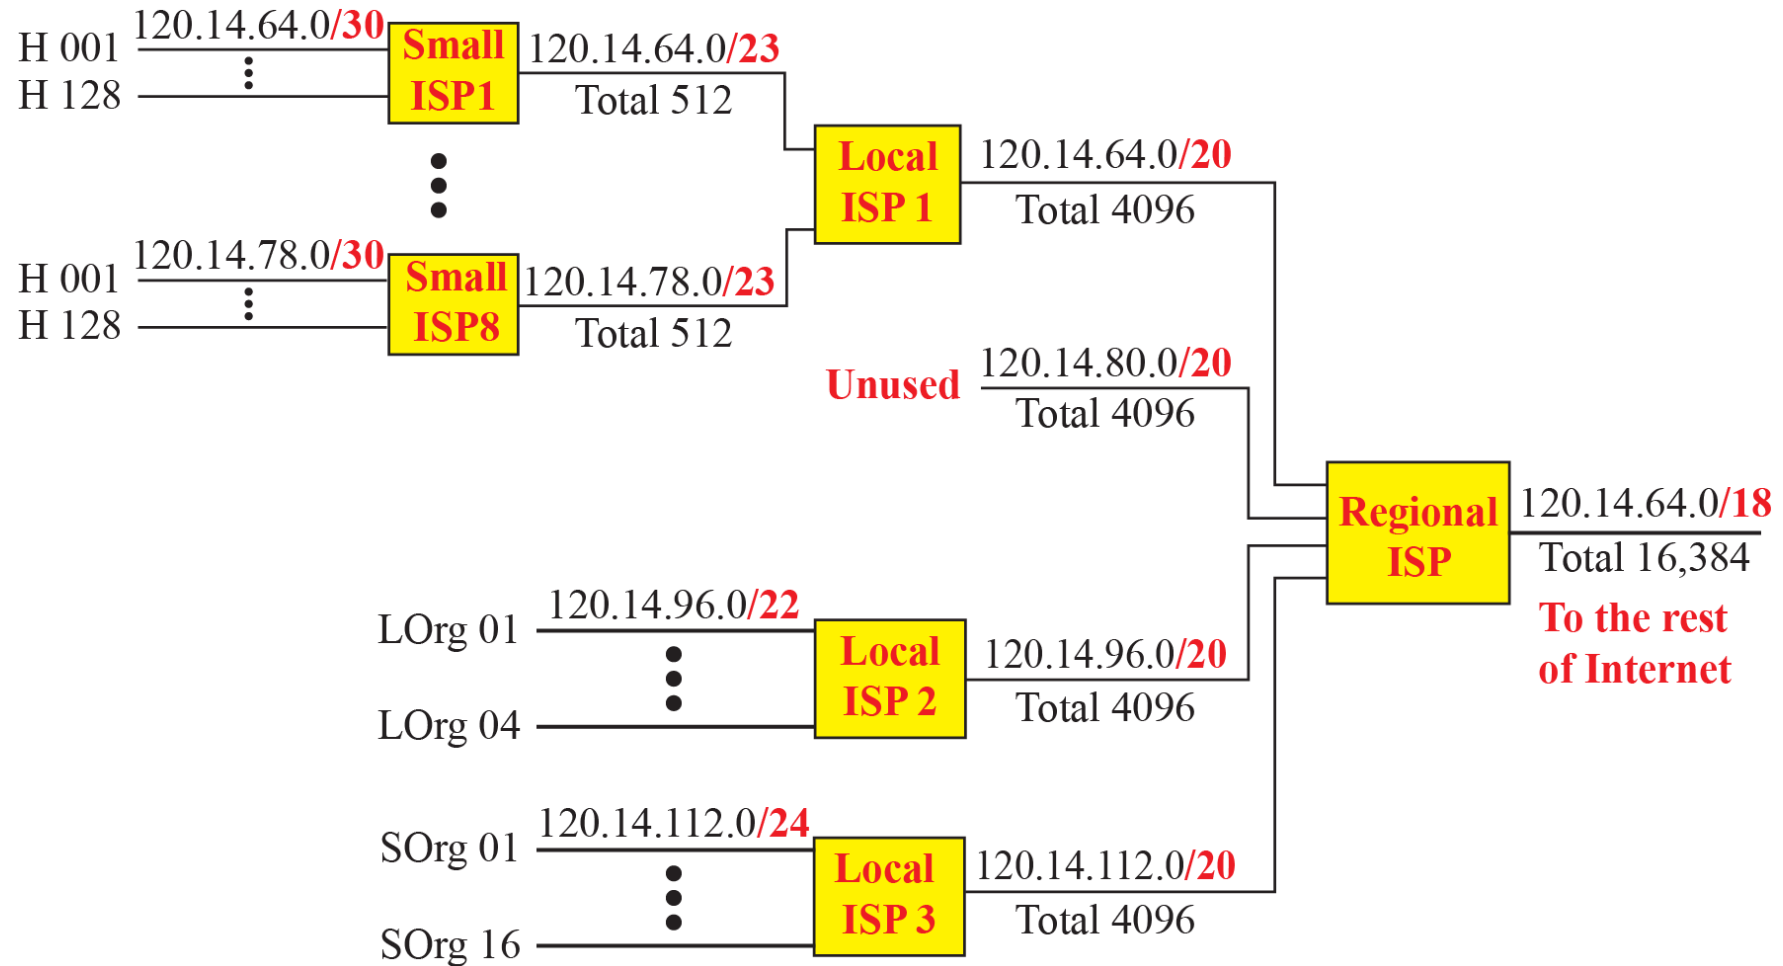 H 001
120.14.64.0/30
H 128
Small
ISP1
120.14.64.0/23
Total 512
H 001
120.14.78.0/30
H 128
Small
ISP8
120.14.78.0/23
Total 512
Local
ISP 1
120.14.64.0/20
Total 4096
Unused
120.14.80.0/20
Total 4096
LOrg 01
120.14.96.0/22
LOrg 04
Local
ISP 2
120.14.96.0/20
Total 4096
SOrg 01
120.14.112.0/24
SOrg 16
Local
ISP 3
120.14.112.0/20
Total 4096
Regional
ISP
120.14.64.0/18
Total 16,384
To the rest
of Internet